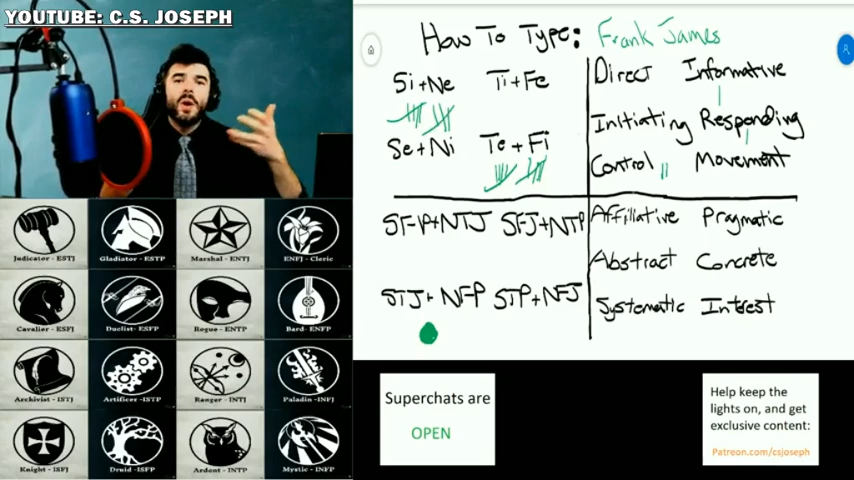 YOUTUBE: C.S. JOSEPH
How To Type: Frank James
Si+Ne Ti+Fe
Se+Ni Te+Fi
Direct Informative
Initiating Responding
Control Movement
SFP+NTJ SFJ+NTP
STJ+NFP STP+NFJ
Affiliative Pragmatic
Abstract Concrete
Systematic Interest
Judicator - ESTJ
Gladiator - ESTP
Marshal - ENTJ
ENFJ - Cleric
Cavalier - ESFJ
Duelist - ESFP
Rogue - ENTP
Bard - ENFP
Archivist - ISTJ
Artificer - ISTP
Ranger - INTJ
Paladin - INFJ
Knight - ISFJ
Druid - ISFP
Ardent - INTP
Mystic - INFP
Superchats are
OPEN
Help keep the
lights on, and get
exclusive content:
Patreon.com/csjoseph